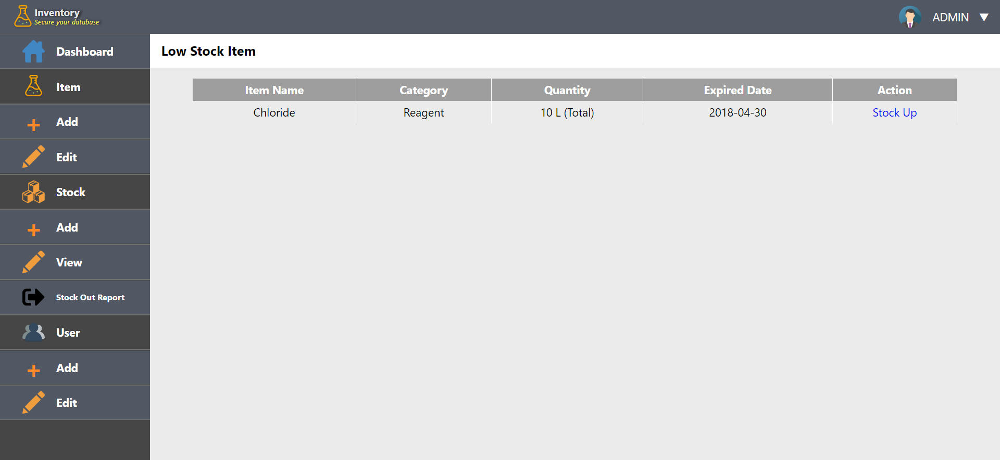 Inventory
Secure your database
ADMIN ▼
Dashboard
Item
Add
Edit
Stock
Add
View
Stock Out Report
User
Add
Edit
Low Stock Item
Item Name Category Quantity Expired Date Action
Chloride Reagent 10 L (Total) 2018-04-30 Stock Up